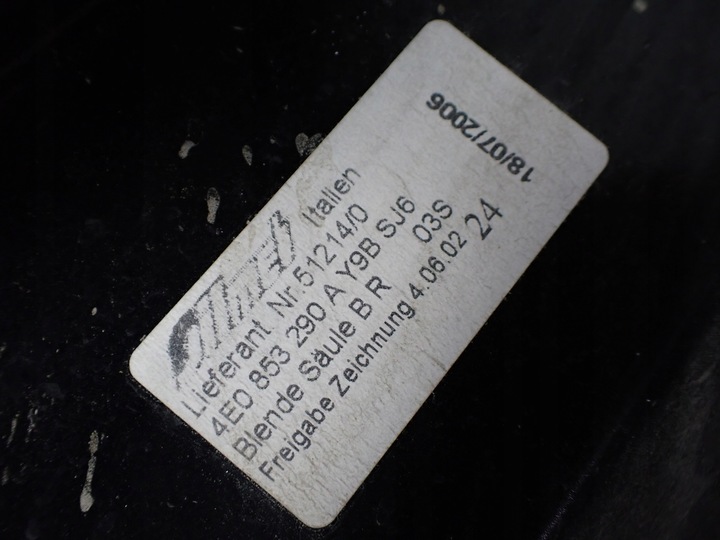 Italien
Lieferant Nr.51214/0
4E0 853 290 A Y9B SJ6
Blende Säule B R 03S
Freigabe Zeichnung 4.06.02 24
18/07/2006